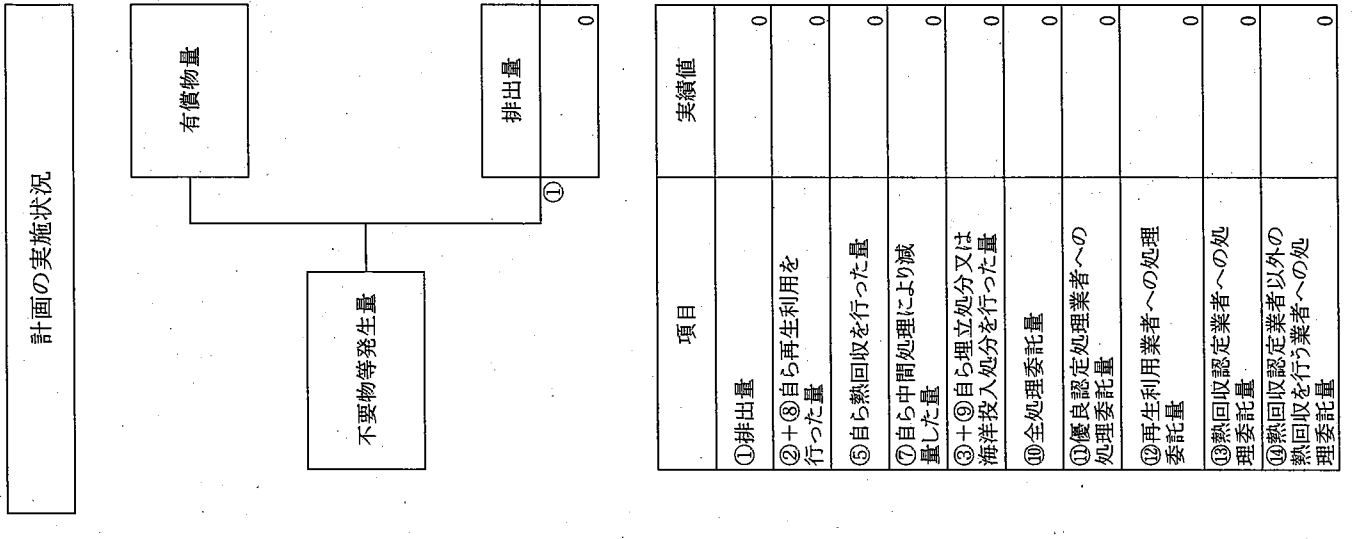 計画の実施状況
有償物量
不要物等発生量
①
排出量
0
項目
実績値
①排出量
0
②+⑧自ら再生利用を
行った量
0
⑤自ら熱回収を行った量
0
⑦自ら中間処理により減
量した量
0
③+⑨自ら埋立処分又は
海洋投入処分を行った量
0
⑩全処理委託量
0
⑪優良認定処理業者への
処理委託量
0
⑫再生利用業者への処理
委託量
0
⑬熱回収認定業者への処
理委託量
0
⑭熱回収認定業者以外の
熱回収を行う業者への処
理委託量
0